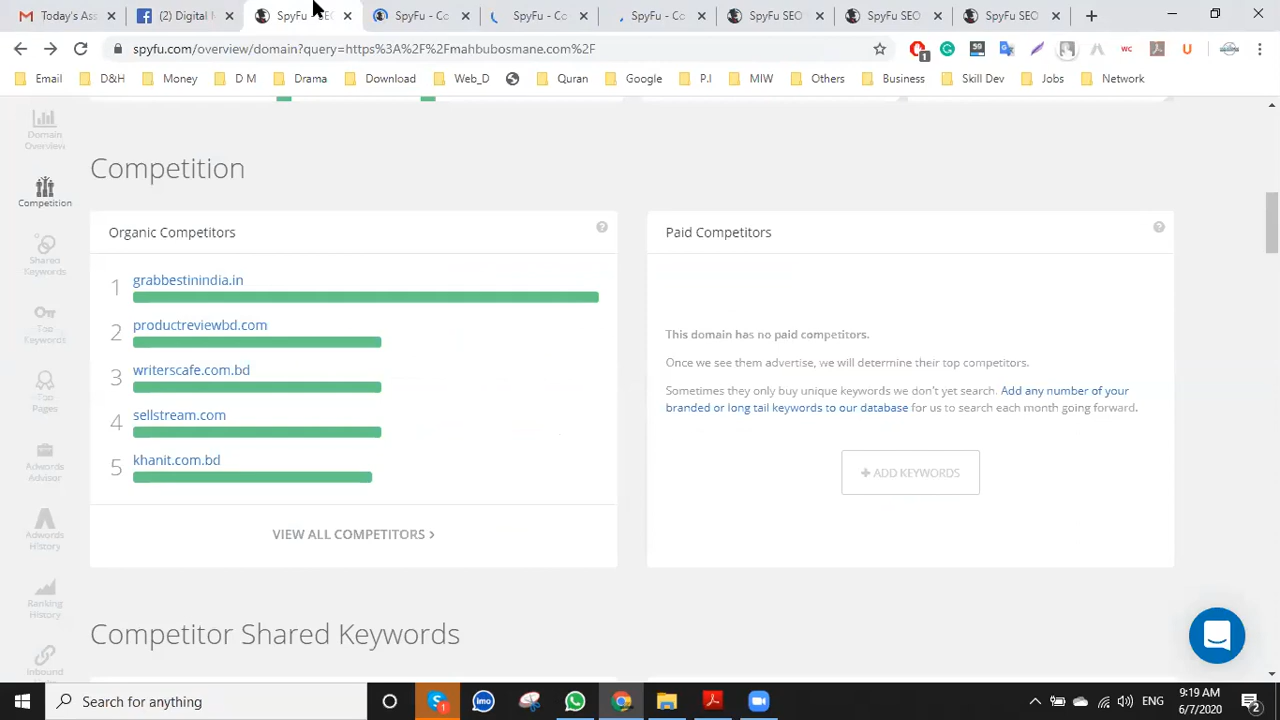 Today's Ass
(2) Digital M
SpyFu - SEO
SpyFu - Co
SpyFu - Co
SpyFu - Co
SpyFu SEO
SpyFu SEO
SpyFu SEO
spyfu.com/overview/domain?query=https%3A%2F%2Fmahbubosmane.com%2F
1
59
WC
U
Email
D&H
Money
D M
Drama
Download
Web_D
Quran
Google
P.I
MIW
Others
Business
Skill Dev
Jobs
Network
Domain
Overview
Competition
Shared
Keywords
Top
Keywords
Top
Pages
Adwords
Advisor
Adwords
History
Ranking
History
Inbound
Competition
Organic Competitors
1 grabbestinindia.in
2 productreviewbd.com
3 writerscafe.com.bd
4 sellstream.com
5 khanit.com.bd
VIEW ALL COMPETITORS >
Paid Competitors
This domain has no paid competitors.
Once we see them advertise, we will determine their top competitors.
Sometimes they only buy unique keywords we don't yet search. Add any number of your
branded or long tail keywords to our database for us to search each month going forward.
+ ADD KEYWORDS
Competitor Shared Keywords
Search for anything
imo
ENG
9:19 AM
6/7/2020
2